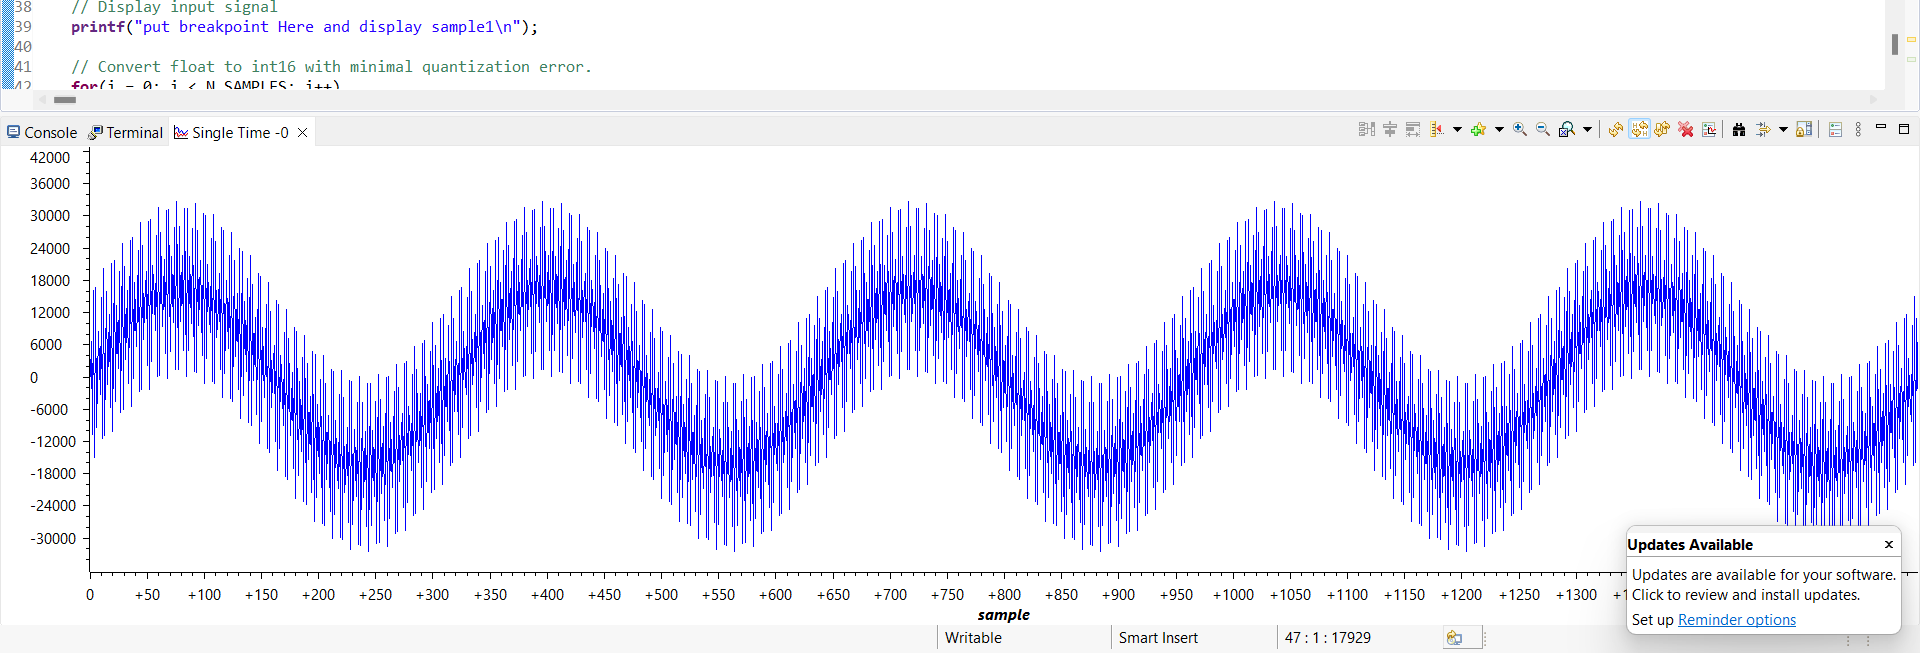 38 // Display input signal
39 printf("put breakpoint Here and display sample1\n");
40
41 // Convert float to int16 with minimal quantization error.
42 for(i = 0; i < N_SAMPLES; i++)
Console Terminal Single Time -0
42000
36000
30000
24000
18000
12000
6000
0
-6000
-12000
-18000
-24000
-30000
0 +50 +100 +150 +200 +250 +300 +350 +400 +450 +500 +550 +600 +650 +700 +750 +800 +850 +900 +950 +1000 +1050 +1100 +1150 +1200 +1250 +1300
sample
Updates Available
Updates are available for your software.
Click to review and install updates.
Set up Reminder options
Writable Smart Insert 47 : 1 : 17929